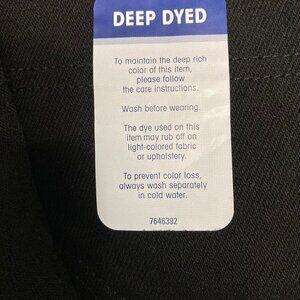 DEEP DYED
To maintain the deep rich
color of this item,
please follow
the care instructions.
Wash before wearing.
The dye used on this
item may rub off on
light-colored fabric
or upholstery.
To prevent color loss,
always wash separately
in cold water.
7646392